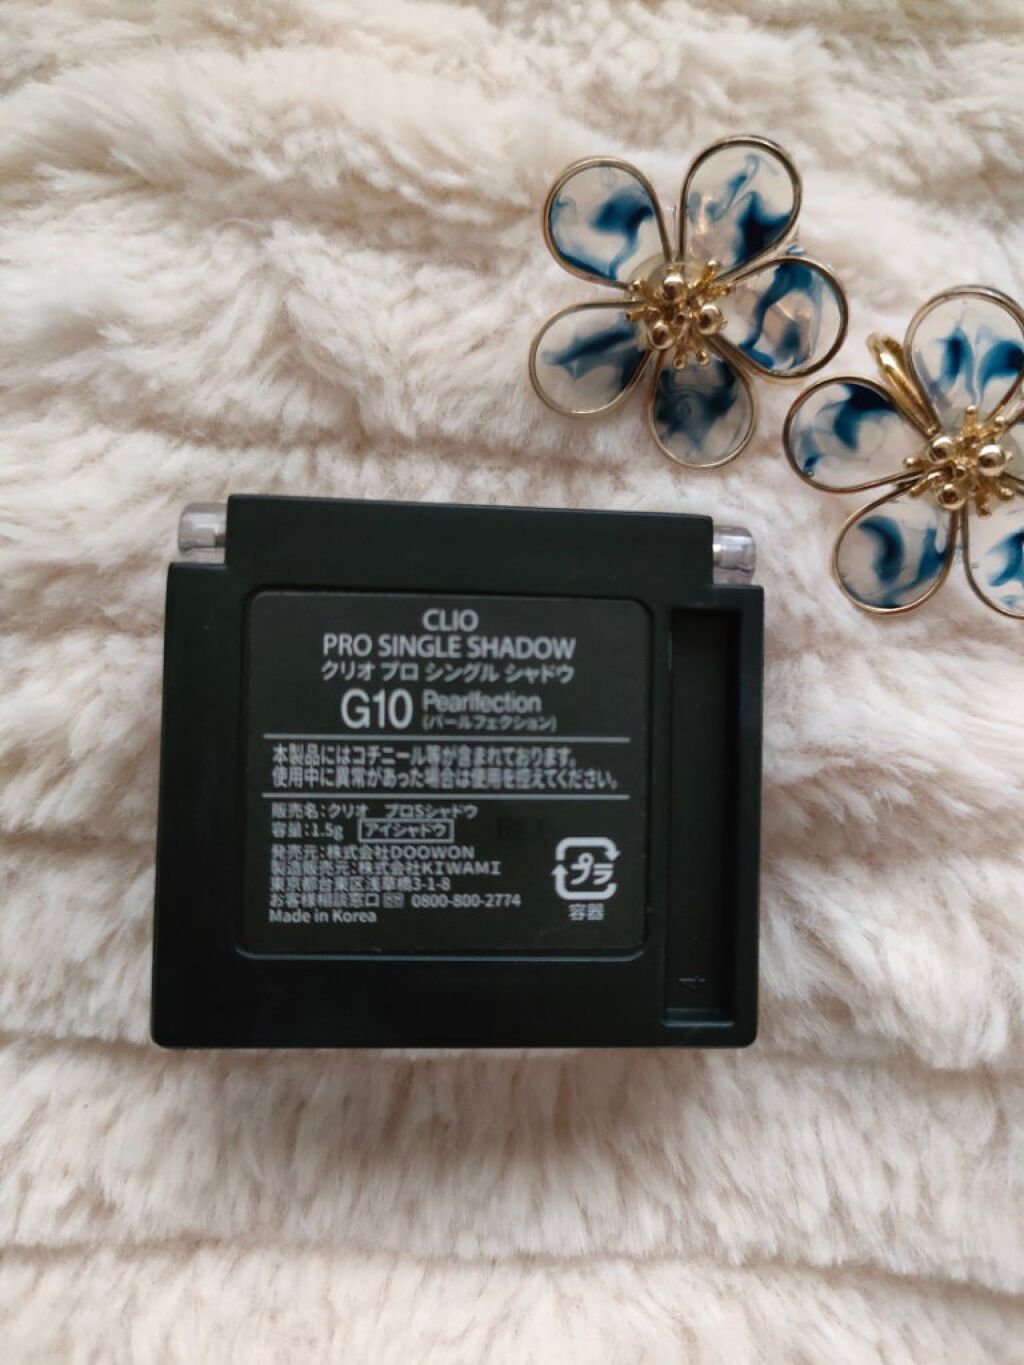 CLIO
PRO SINGLE SHADOW
クリオ プロ シングル シャドウ
G10 Pearlfection
(パールフェクション)
本製品にはコチニール等が含まれております。
使用中に異常があった場合は使用を控えてください。
販売名:クリオ プロSシャドウ
容量:1.5g アイシャドウ
発売元:株式会社DOOWON
製造販売元:株式会社KIWAMI
東京都台東区浅草橋3-1-8
お客様相談窓口 0800-800-2774
Made in Korea
プラ
容器